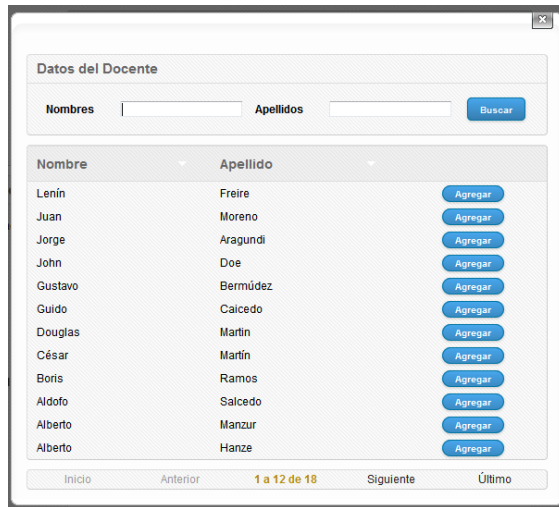 x
Datos del Docente
Nombres Apellidos Buscar
Nombre Apellido
Lenín Freire Agregar
Juan Moreno Agregar
Jorge Aragundi Agregar
John Doe Agregar
Gustavo Bermúdez Agregar
Guido Caicedo Agregar
Douglas Martin Agregar
César Martín Agregar
Boris Ramos Agregar
Aldofo Salcedo Agregar
Alberto Manzur Agregar
Alberto Hanze Agregar
Inicio Anterior 1 a 12 de 18 Siguiente Último